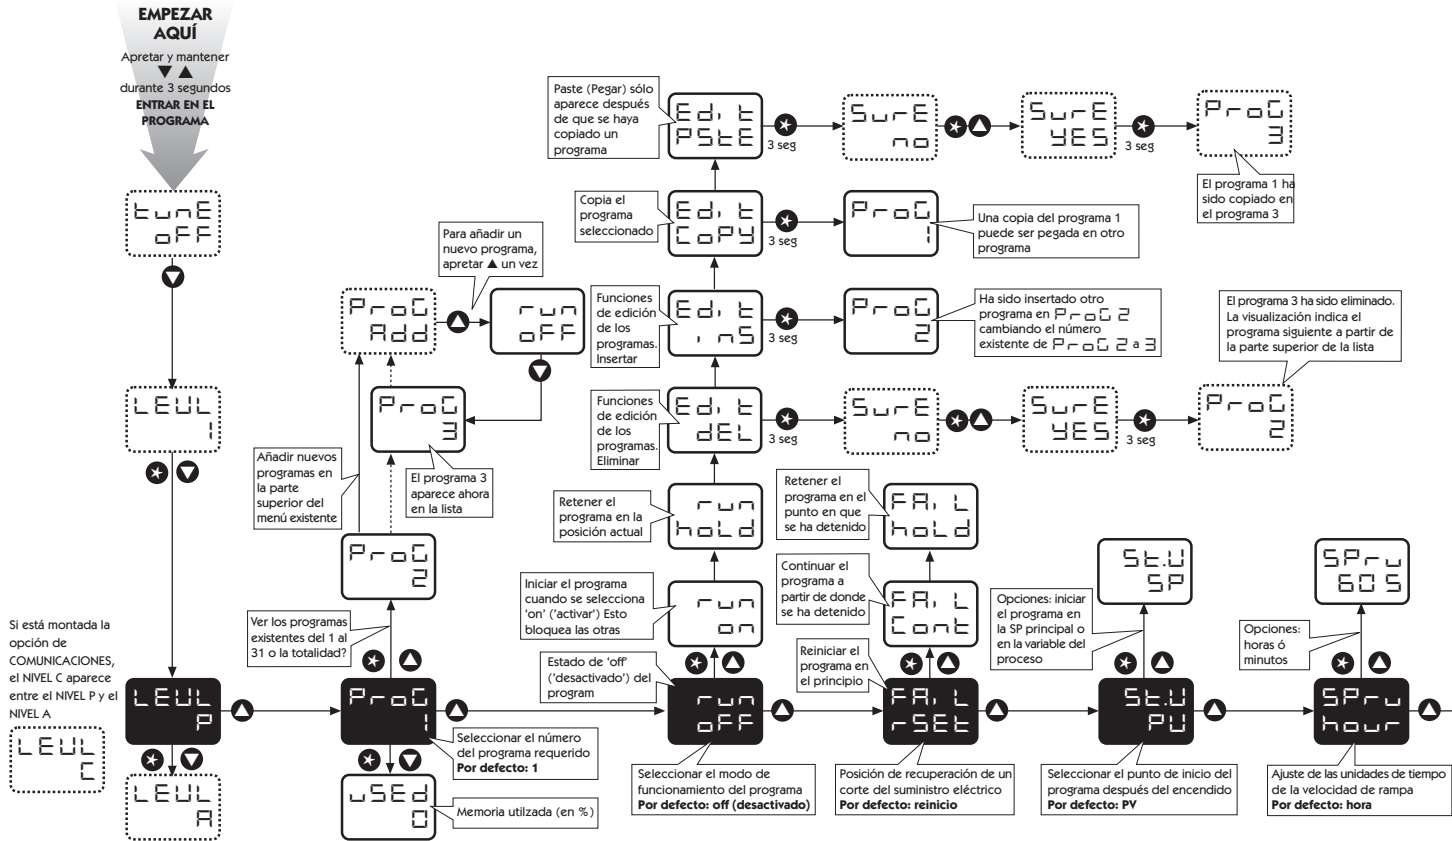 EMPEZAR
AQUÍ
Apretar y mantener
▼ ▲
durante 3 segundos
ENTRAR EN EL
PROGRAMA
tunE
oFF
LEVL
1
Si está montada la
opción de
COMUNICACIONES,
el NIVEL C aparece
entre el NIVEL P y el
NIVEL A
LEVL
C
LEVL
P
LEVL
A
Para añadir un
nuevo programa,
apretar ▲ un vez
ProG
Add
run
oFF
ProG
3
Añadir nuevos
programas en
la parte
superior del
menú existente
El programa 3
aparece ahora
en la lista
ProG
2
Ver los programas
existentes del 1 al
31 o la totalidad?
ProG
1
Seleccionar el número
del programa requerido
Por defecto: 1
uSEd
0
Memoria utilzada (en %)
Paste (Pegar) sólo
aparece después
de que se haya
copiado un
programa
Edit
PStE
3 seg
SurE
no
SurE
YES
3 seg
ProG
3
El programa 1 ha
sido copiado en
el programa 3
Copia el
programa
seleccionado
Edit
CoPY
3 seg
ProG
1
Una copia del programa 1
puede ser pegada en otro
programa
Funciones
de edición
de los
programas.
Insertar
Edit
inS
3 seg
ProG
2
Ha sido insertado otro
programa en ProG 2
cambiando el número
existente de ProG 2 a 3
El programa 3 ha sido eliminado.
La visualización indica el
programa siguiente a partir de
la parte superior de la lista
Funciones
de edición
de los
programas.
Eliminar
Edit
dEL
3 seg
SurE
no
SurE
YES
3 seg
ProG
2
Retener el
programa en la
posición actual
run
hoLd
Iniciar el programa
cuando se selecciona
'on' ('activar') Esto
bloquea las otras
run
on
Estado de 'off'
('desactivado') del
program
run
oFF
Seleccionar el modo de
funcionamiento del programa
Por defecto: off (desactivado)
Retener el
programa en el
punto en que
se ha detenido
FAiL
hoLd
Continuar el
programa a
partir de donde
se ha detenido
FAiL
Cont
Reiniciar el
programa en
el principio
FAiL
rSEt
Posición de recuperación de un
corte del suministro eléctrico
Por defecto: reinicio
St.V
SP
Opciones: iniciar
el programa en
la SP principal o
en la variable del
proceso
St.V
PV
Seleccionar el punto de inicio del
programa después del encendido
Por defecto: PV
SPru
60S
Opciones:
horas ó
minutos
SPru
hour
Ajuste de las unidades de tiempo
de la velocidad de rampa
Por defecto: hora